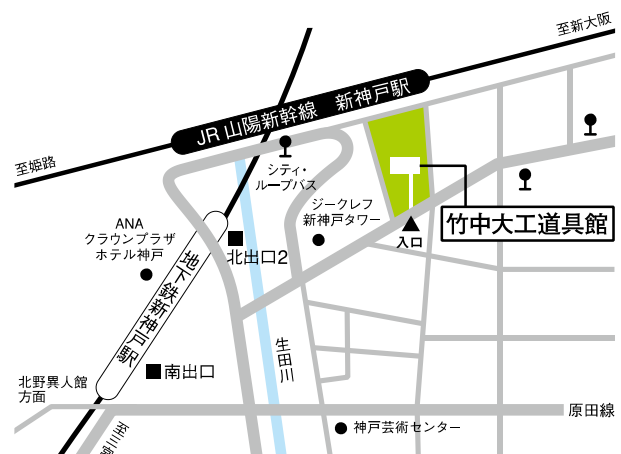 至新大阪
JR 山陽新幹線 新神戸駅
至姫路
シティ・
ループバス
ジークレフ
新神戸タワー
竹中大工道具館
入口
ANA
クラウンプラザ
ホテル神戸
北出口2
地下鉄新神戸駅
生田川
南出口
北野異人館
方面
原田線
神戸芸術センター
至三宮